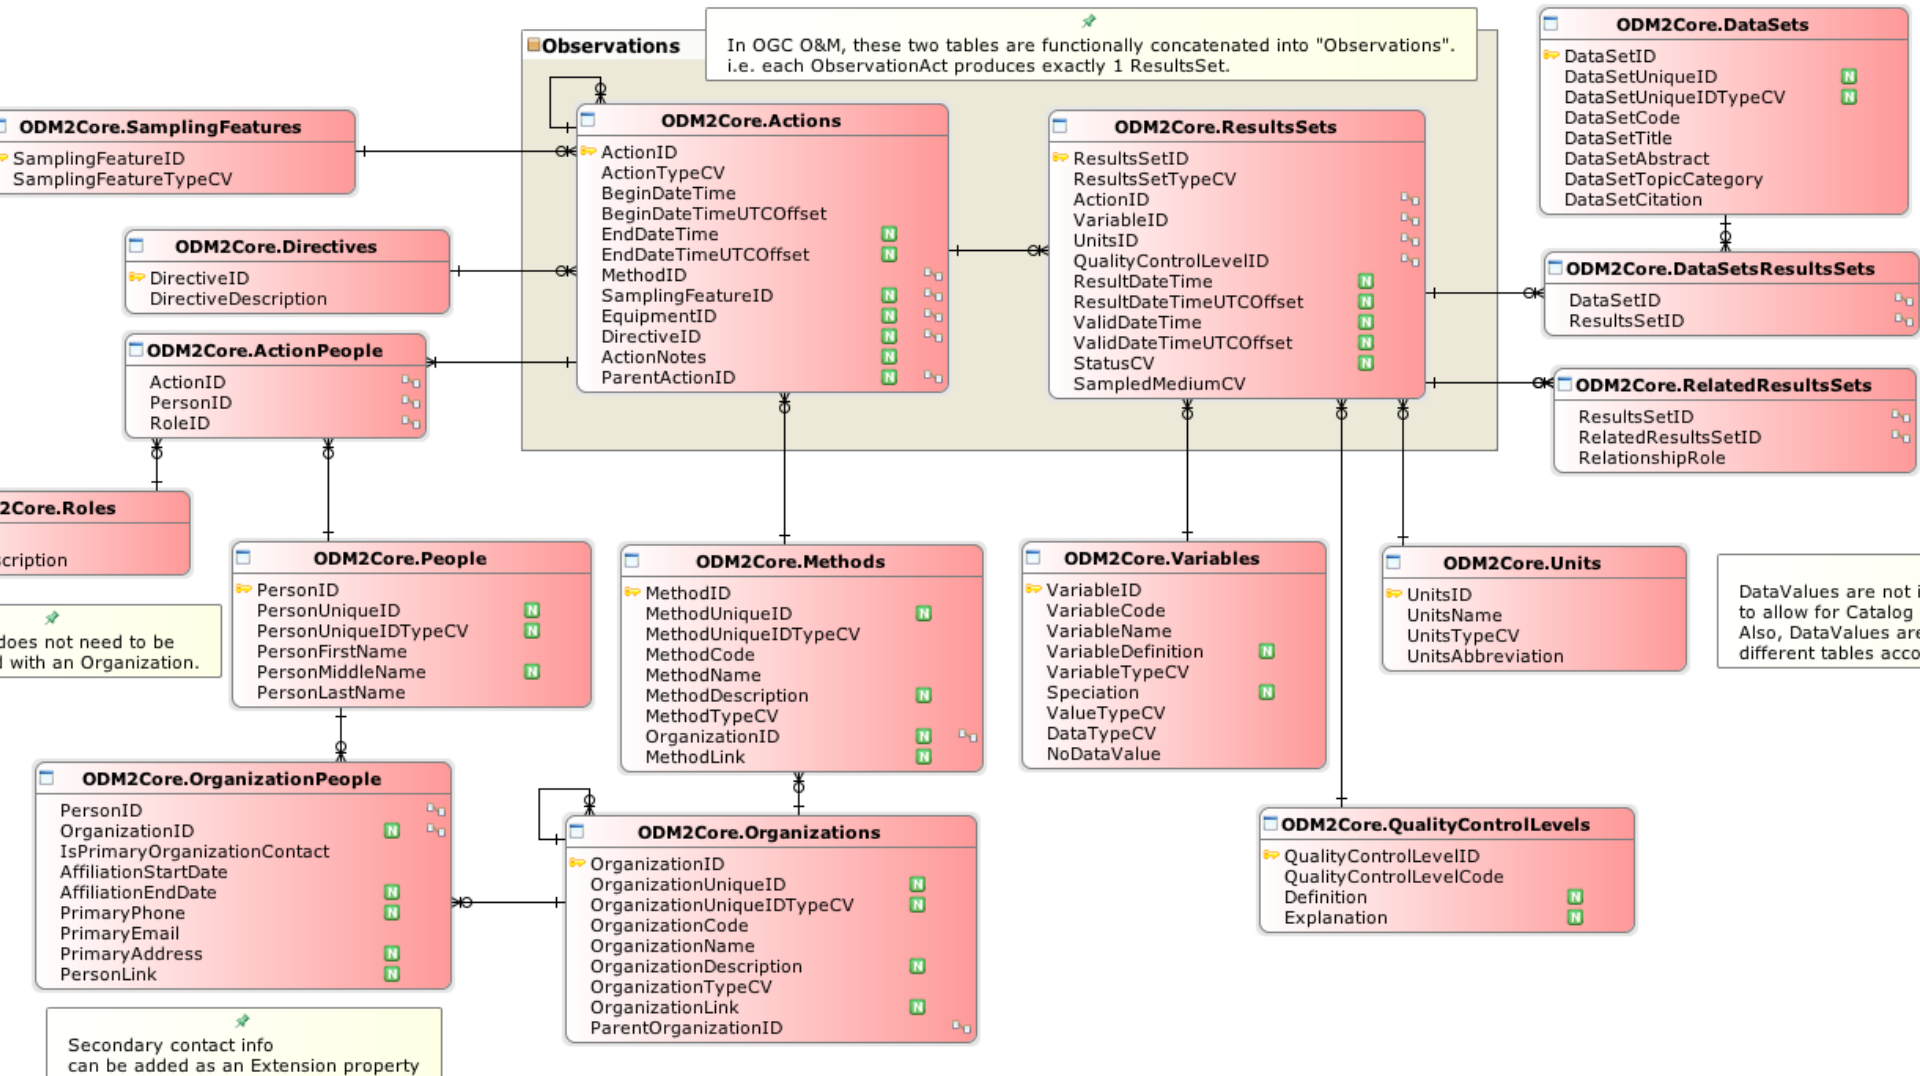 Observations
In OGC O&M, these two tables are functionally concatenated into "Observations".
i.e. each ObservationAct produces exactly 1 ResultsSet.
ODM2Core.SamplingFeatures
SamplingFeatureID
SamplingFeatureTypeCV
ODM2Core.Directives
DirectiveID
DirectiveDescription
ODM2Core.ActionPeople
ActionID
PersonID
RoleID
ODM2Core.Actions
ActionID
ActionTypeCV
BeginDateTime
BeginDateTimeUTCOffset
EndDateTime N
EndDateTimeUTCOffset N
MethodID
SamplingFeatureID N
EquipmentID N
DirectiveID N
ActionNotes N
ParentActionID N
ODM2Core.ResultsSets
ResultsSetID
ResultsSetTypeCV
ActionID
VariableID
UnitsID
QualityControlLevelID
ResultDateTime N
ResultDateTimeUTCOffset N
ValidDateTime N
ValidDateTimeUTCOffset N
StatusCV N
SampledMediumCV
ODM2Core.DataSets
DataSetID
DataSetUniqueID N
DataSetUniqueIDTypeCV N
DataSetCode
DataSetTitle
DataSetAbstract
DataSetTopicCategory
DataSetCitation
ODM2Core.DataSetsResultsSets
DataSetID
ResultsSetID
ODM2Core.RelatedResultsSets
ResultsSetID
RelatedResultsSetID
RelationshipRole
2Core.Roles
scription
does not need to be
d with an Organization.
ODM2Core.People
PersonID
PersonUniqueID N
PersonUniqueIDTypeCV N
PersonFirstName
PersonMiddleName N
PersonLastName
ODM2Core.Methods
MethodID
MethodUniqueID N
MethodUniqueIDTypeCV
MethodCode
MethodName
MethodDescription N
MethodTypeCV
OrganizationID N
MethodLink N
ODM2Core.Variables
VariableID
VariableCode
VariableName
VariableDefinition N
VariableTypeCV
Speciation N
ValueTypeCV
DataTypeCV
NoDataValue
ODM2Core.Units
UnitsID
UnitsName
UnitsTypeCV
UnitsAbbreviation
DataValues are not i
to allow for Catalog
Also, DataValues are
different tables acco
ODM2Core.OrganizationPeople
PersonID
OrganizationID N
IsPrimaryOrganizationContact
AffiliationStartDate
AffiliationEndDate N
PrimaryPhone N
PrimaryEmail
PrimaryAddress N
PersonLink N
ODM2Core.Organizations
OrganizationID
OrganizationUniqueID N
OrganizationUniqueIDTypeCV N
OrganizationCode
OrganizationName
OrganizationDescription N
OrganizationTypeCV
OrganizationLink N
ParentOrganizationID
ODM2Core.QualityControlLevels
QualityControlLevelID
QualityControlLevelCode
Definition N
Explanation N
Secondary contact info
can be added as an Extension property